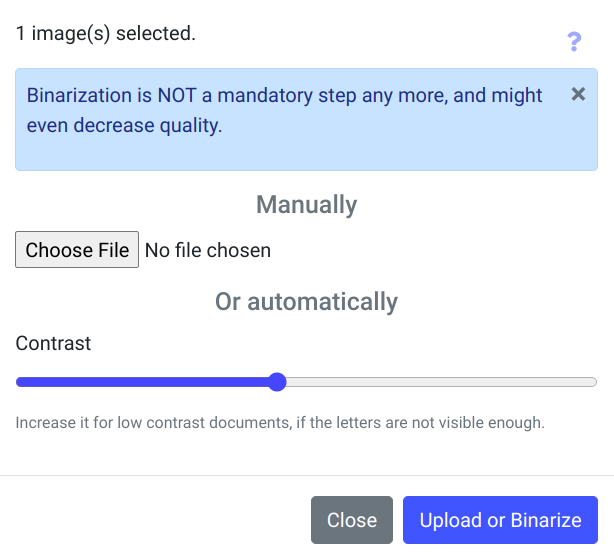 1 image(s) selected.
?
Binarization is NOT a mandatory step any more, and might
even decrease quality.
×
Manually
Choose File No file chosen
Or automatically
Contrast
Increase it for low contrast documents, if the letters are not visible enough.
Close
Upload or Binarize